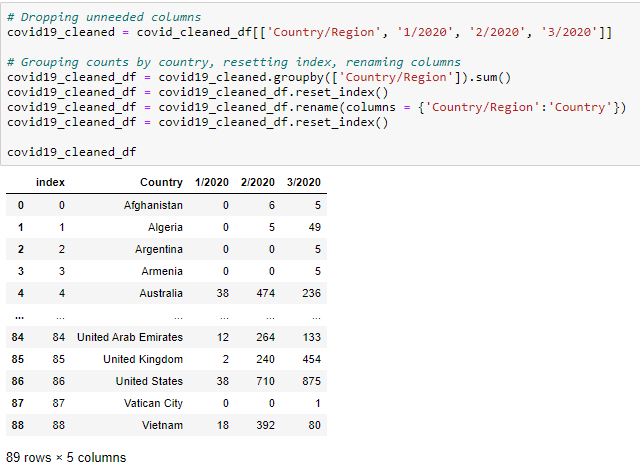 # Dropping unneeded columns
covid19_cleaned = covid_cleaned_df[['Country/Region', '1/2020', '2/2020', '3/2020']]
# Grouping counts by country, resetting index, renaming columns
covid19_cleaned_df = covid19_cleaned.groupby(['Country/Region']).sum()
covid19_cleaned_df = covid19_cleaned_df.reset_index()
covid19_cleaned_df = covid19_cleaned_df.rename(columns = {'Country/Region':'Country'})
covid19_cleaned_df = covid19_cleaned_df.reset_index()
covid19_cleaned_df
index Country 1/2020 2/2020 3/2020
0 0 Afghanistan 0 6 5
1 1 Algeria 0 5 49
2 2 Argentina 0 0 5
3 3 Armenia 0 0 5
4 4 Australia 38 474 236
... ... ... ... ... ...
84 84 United Arab Emirates 12 264 133
85 85 United Kingdom 2 240 454
86 86 United States 38 710 875
87 87 Vatican City 0 0 1
88 88 Vietnam 18 392 80
89 rows × 5 columns